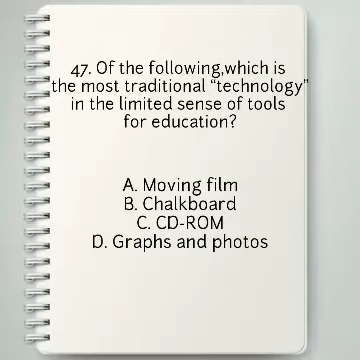 47. Of the following,which is
the most traditional "technology"
in the limited sense of tools
for education?
A. Moving film
B. Chalkboard
C. CD-ROM
D. Graphs and photos